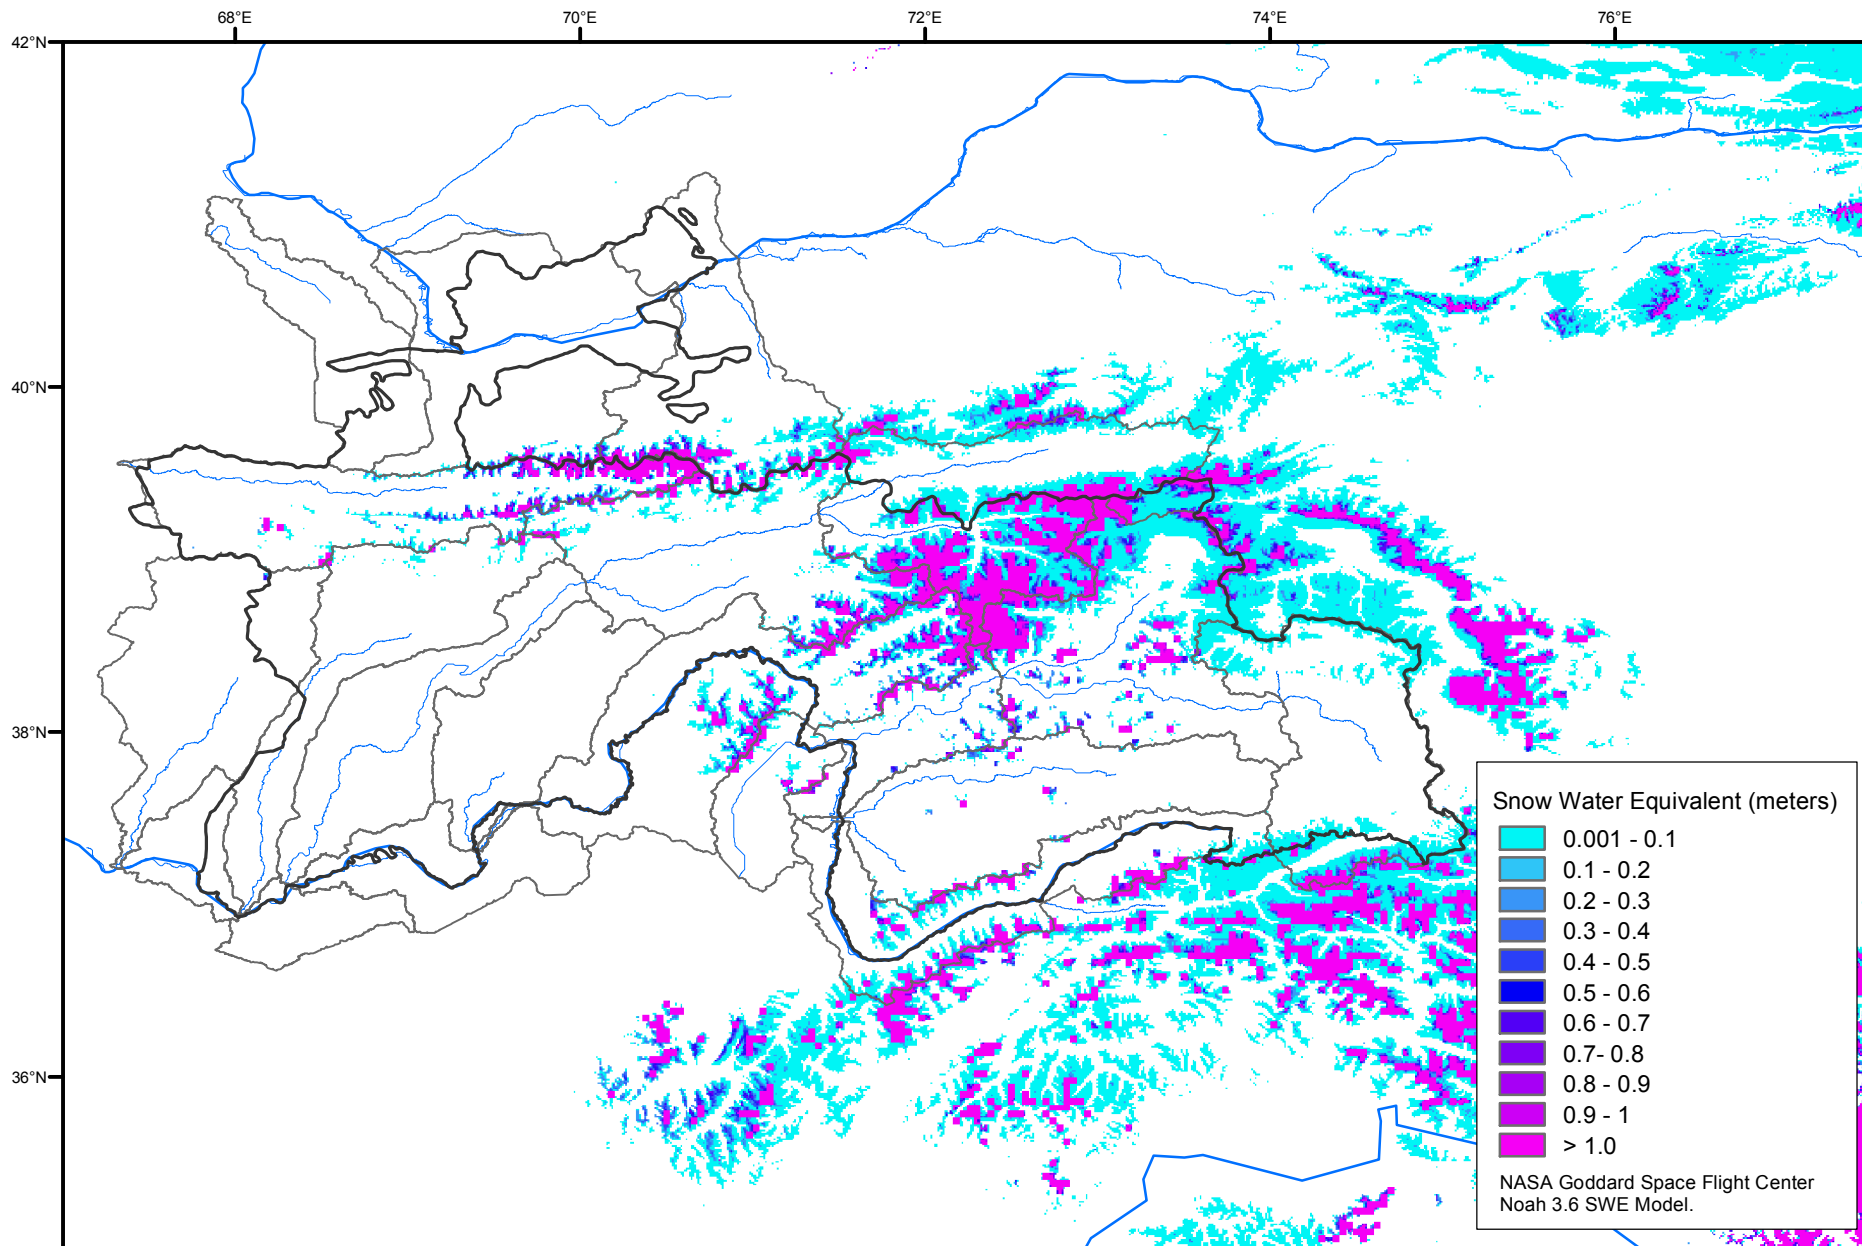 68°E
70°E
72°E
74°E
76°E
42°N
40°N
38°N
36°N
Snow Water Equivalent (meters)
0.001 - 0.1
0.1 - 0.2
0.2 - 0.3
0.3 - 0.4
0.4 - 0.5
0.5 - 0.6
0.6 - 0.7
0.7- 0.8
0.8 - 0.9
0.9 - 1
> 1.0
NASA Goddard Space Flight Center
Noah 3.6 SWE Model.